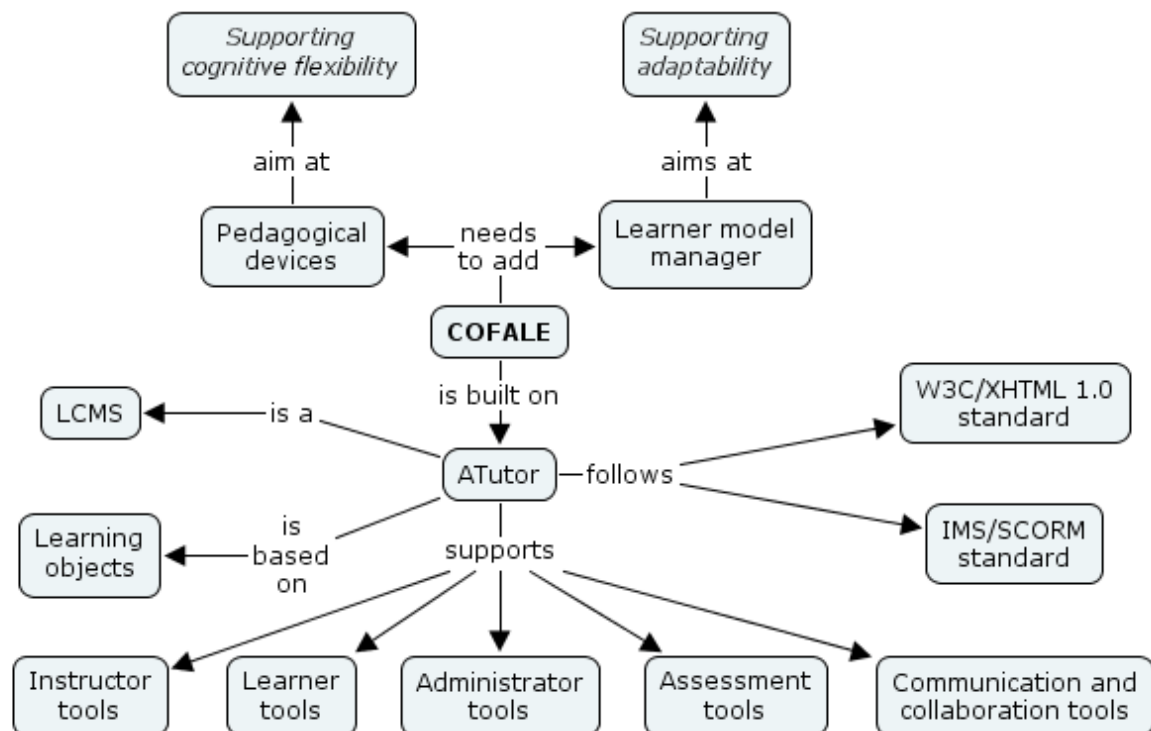 Supporting
cognitive flexibility
Supporting
adaptability
aim at
aims at
Pedagogical
devices
needs
to add
Learner model
manager
COFALE
is built on
LCMS
is a
W3C/XHTML 1.0
standard
ATutor
follows
Learning
objects
is
based
on
supports
IMS/SCORM
standard
Instructor
tools
Learner
tools
Administrator
tools
Assessment
tools
Communication and
collaboration tools